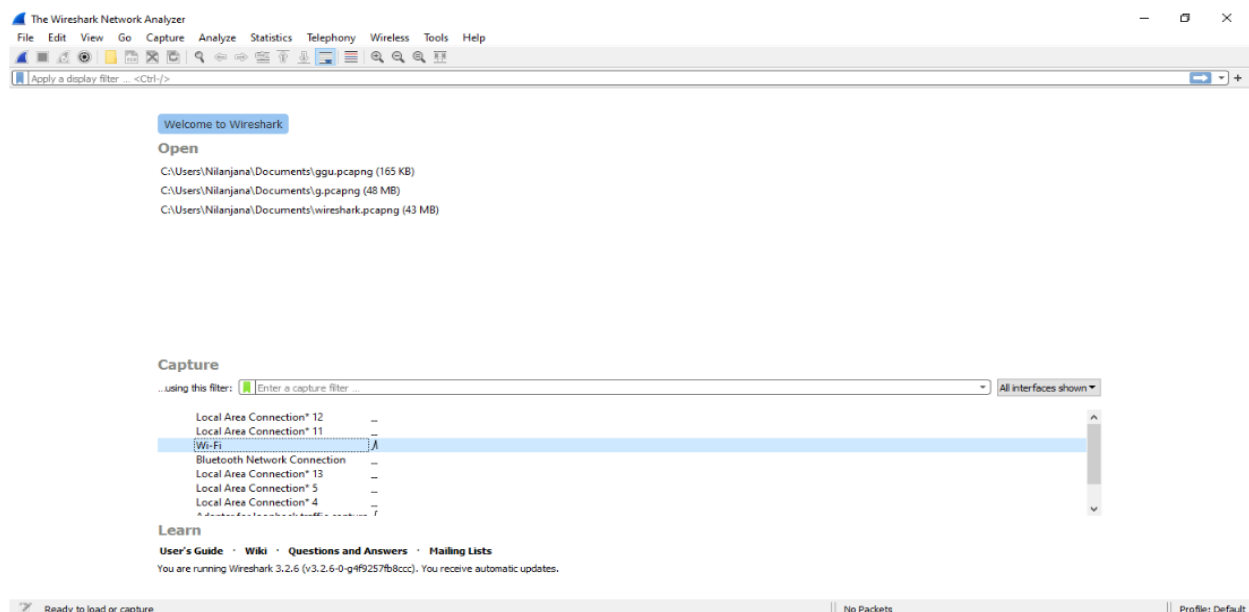 The Wireshark Network Analyzer
File Edit View Go Capture Analyze Statistics Telephony Wireless Tools Help
Apply a display filter ... <Ctrl-/>
Welcome to Wireshark
Open
C:\Users\Nilanjana\Documents\ggu.pcapng (165 KB)
C:\Users\Nilanjana\Documents\g.pcapng (48 MB)
C:\Users\Nilanjana\Documents\wireshark.pcapng (43 MB)
Capture
...using this filter: Enter a capture filter ... All interfaces shown
Local Area Connection* 12
Local Area Connection* 11
Wi-Fi
Bluetooth Network Connection
Local Area Connection* 13
Local Area Connection* 5
Local Area Connection* 4
Adapter for loopback traffic capture
Learn
User's Guide · Wiki · Questions and Answers · Mailing Lists
You are running Wireshark 3.2.6 (v3.2.6-0-g4f9257fb8ccc). You receive automatic updates.
Ready to load or capture No Packets Profile: Default